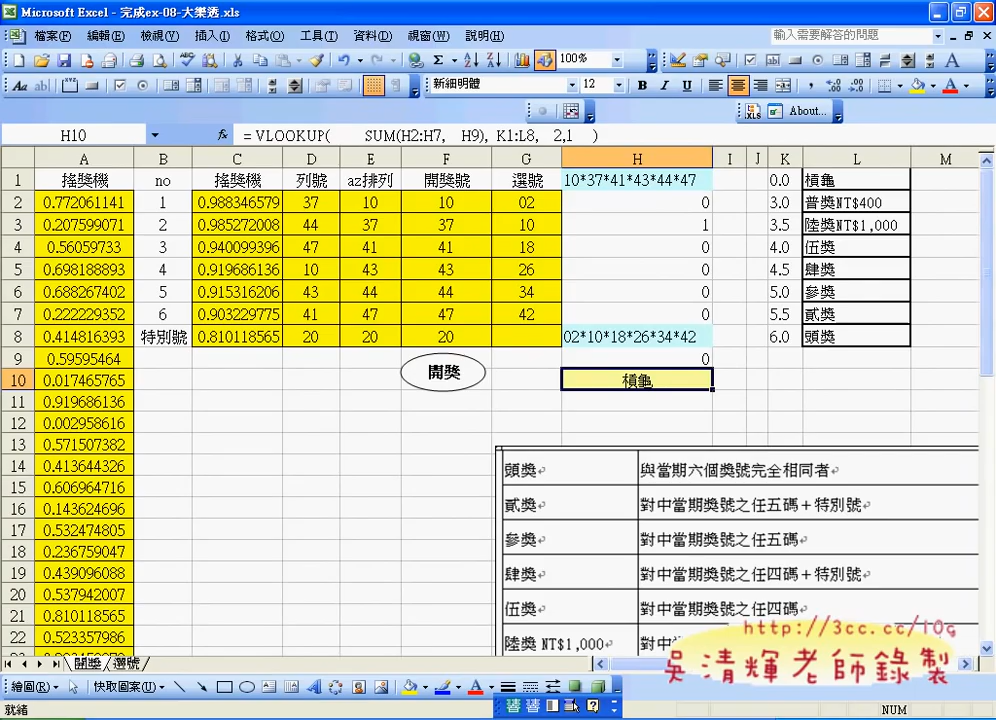 Microsoft Excel - 完成ex-08-大樂透.xls
檔案(F) 編輯(E) 檢視(V) 插入(I) 格式(O) 工具(T) 資料(D) 視窗(W) 說明(H) 輸入需要解答的問題
100%
新細明體 12 B I U
About...
H10 fx = VLOOKUP( SUM(H2:H7, H9), K1:L8, 2,1 )
A B C D E F G H I J K L M
1 搖獎機 no 搖獎機 列號 az排列 開獎號 選號 10*37*41*43*44*47 0.0 槓龜
2 0.772061141 1 0.988346579 37 10 10 02 0 3.0 普獎NT$400
3 0.207599071 2 0.985272008 44 37 37 10 1 3.5 陸獎NT$1,000
4 0.56059733 3 0.940099396 47 41 41 18 0 4.0 伍獎
5 0.698188893 4 0.919686136 10 43 43 26 0 4.5 肆獎
6 0.688267402 5 0.915316206 43 44 44 34 0 5.0 參獎
7 0.222229352 6 0.903229775 41 47 47 42 0 5.5 貳獎
8 0.414816393 特別號 0.810118565 20 20 20 02*10*18*26*34*42 6.0 頭獎
9 0.59595464 開獎 0
10 0.017465765 槓龜
11 0.919686136
12 0.002958616
13 0.571507382
14 0.413644326 頭獎 與當期六個獎號完全相同者
15 0.606964716 貳獎 對中當期獎號之任五碼＋特別號
16 0.143624696
17 0.532474805 參獎 對中當期獎號之任五碼
18 0.236759047
19 0.439096088 肆獎 對中當期獎號之任四碼＋特別號
20 0.537942007
21 0.810118565 伍獎 對中當期獎號之任四碼
22 0.523357986 陸獎 NT$1,000 對中
http://3cc.cc/10g
吳清輝老師錄製
開獎 選號
繪圖(R) 快取圖案(U)
就緒 NUM